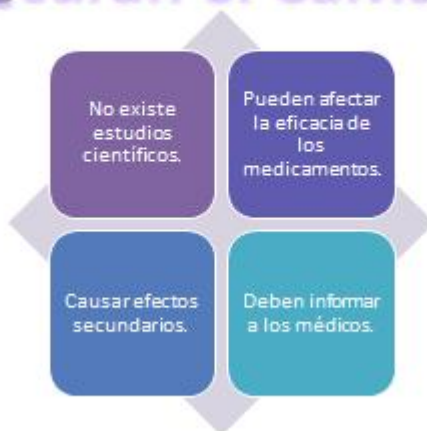 No existe
estudios
científicos.
Pueden afectar
la eficacia de
los
medicamentos.
Causar efectos
secundarios.
Deben informar
a los médicos.